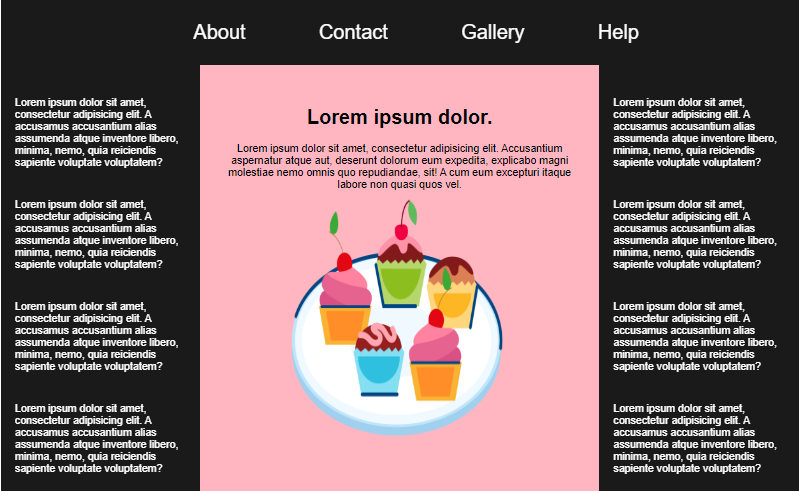 About
Contact
Gallery
Help
Lorem ipsum dolor sit amet,
consectetur adipisicing elit. A
accusamus accusantium alias
assumenda atque inventore libero,
minima, nemo, quia reiciendis
sapiente voluptate voluptatem?
Lorem ipsum dolor sit amet,
consectetur adipisicing elit. A
accusamus accusantium alias
assumenda atque inventore libero,
minima, nemo, quia reiciendis
sapiente voluptate voluptatem?
Lorem ipsum dolor sit amet,
consectetur adipisicing elit. A
accusamus accusantium alias
assumenda atque inventore libero,
minima, nemo, quia reiciendis
sapiente voluptate voluptatem?
Lorem ipsum dolor sit amet,
consectetur adipisicing elit. A
accusamus accusantium alias
assumenda atque inventore libero,
minima, nemo, quia reiciendis
sapiente voluptate voluptatem?
Lorem ipsum dolor.
Lorem ipsum dolor sit amet, consectetur adipisicing elit. Accusantium
aspernatur atque aut, deserunt dolorum eum expedita, explicabo magni
molestiae nemo omnis quo repudiandae, sit! A cum eum excepturi itaque
labore non quasi quos vel.
Lorem ipsum dolor sit amet,
consectetur adipisicing elit. A
accusamus accusantium alias
assumenda atque inventore libero,
minima, nemo, quia reiciendis
sapiente voluptate voluptatem?
Lorem ipsum dolor sit amet,
consectetur adipisicing elit. A
accusamus accusantium alias
assumenda atque inventore libero,
minima, nemo, quia reiciendis
sapiente voluptate voluptatem?
Lorem ipsum dolor sit amet,
consectetur adipisicing elit. A
accusamus accusantium alias
assumenda atque inventore libero,
minima, nemo, quia reiciendis
sapiente voluptate voluptatem?
Lorem ipsum dolor sit amet,
consectetur adipisicing elit. A
accusamus accusantium alias
assumenda atque inventore libero,
minima, nemo, quia reiciendis
sapiente voluptate voluptatem?